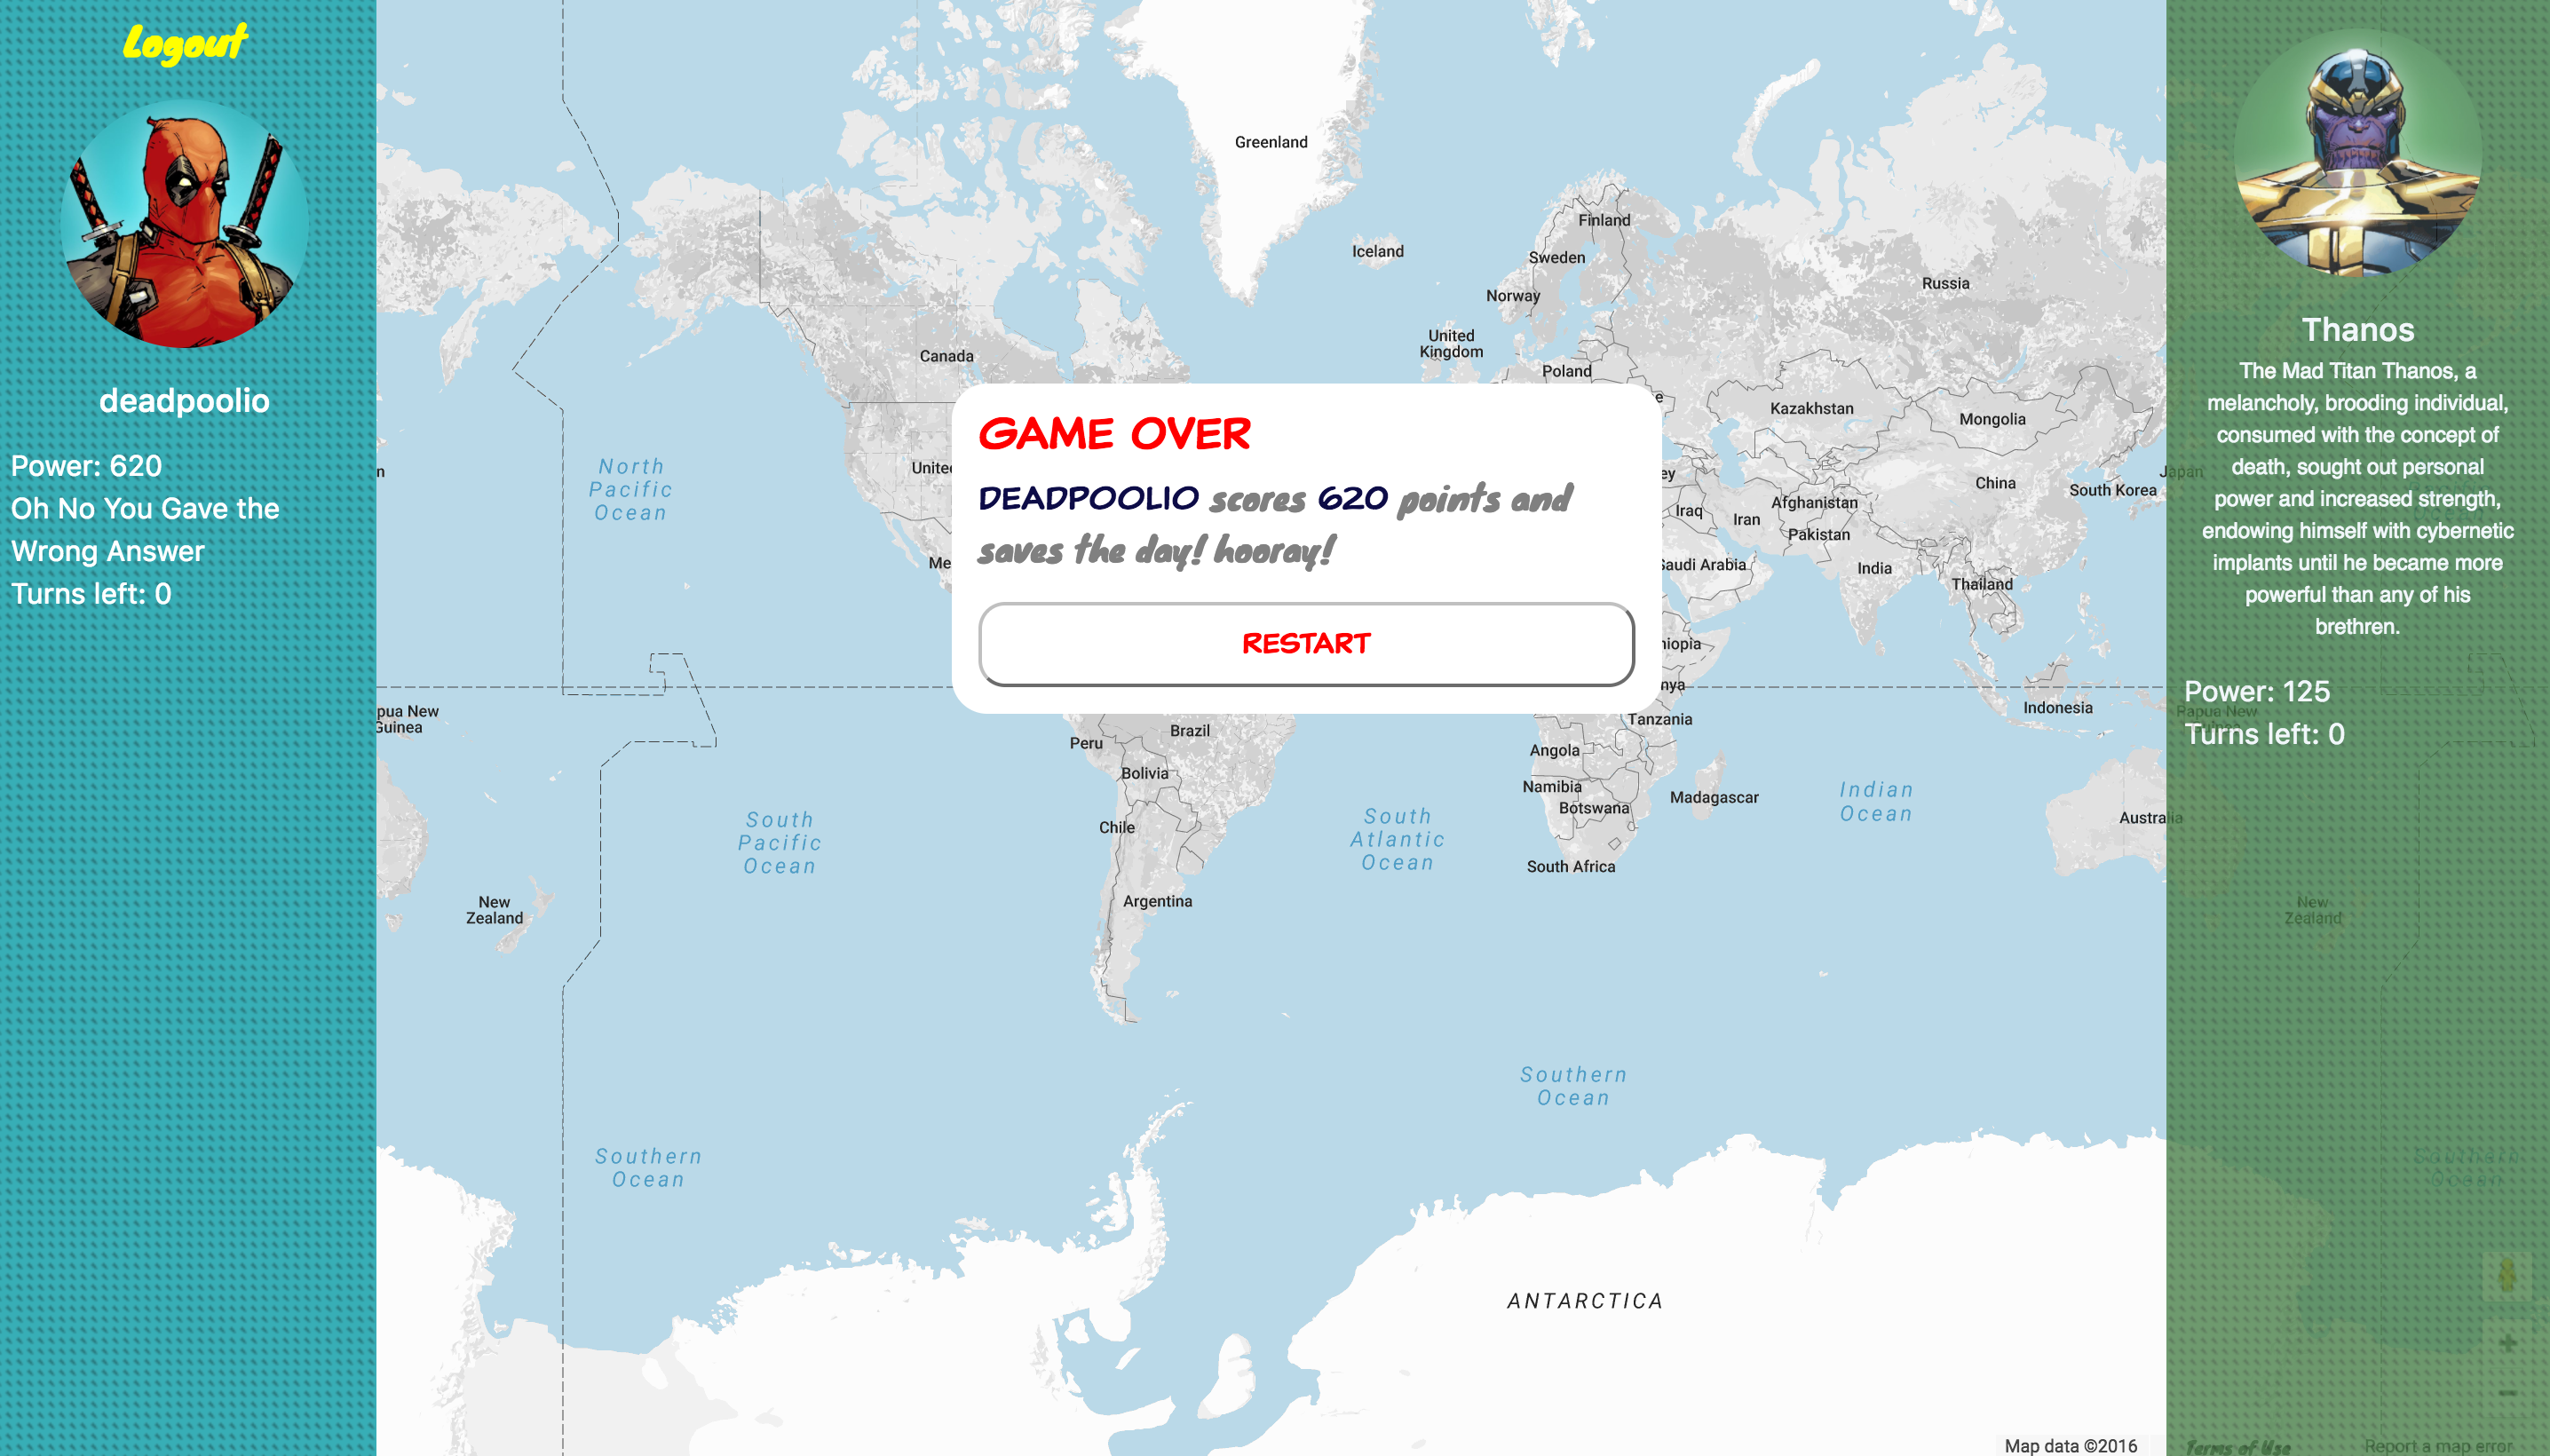 Logout
deadpoolio
Power: 620
Oh No You Gave the
Wrong Answer
Turns left: 0
Greenland
Finland
Iceland
Sweden
Norway
Russia
United
Kingdom
Canada
Poland
Kazakhstan
Mongolia
North
Pacific
Ocean
China
South Korea
Japan
Afghanistan
Iraq
Iran
Pakistan
Saudi Arabia
India
Thailand
GAME OVER
DEADPOOLIO scores 620 points and
saves the day! hooray!
RESTART
pua New
Guinea
Peru
Brazil
Bolivia
Chile
Argentina
Tanzania
Angola
Namibia
Botswana
Madagascar
South Africa
Indonesia
Papua New
Guinea
Indian
Ocean
Australia
South
Pacific
Ocean
South
Atlantic
Ocean
New
Zealand
New
Zealand
Southern
Ocean
Southern
Ocean
Southern
Ocean
ANTARCTICA
Thanos
The Mad Titan Thanos, a
melancholy, brooding individual,
consumed with the concept of
death, sought out personal
power and increased strength,
endowing himself with cybernetic
implants until he became more
powerful than any of his
brethren.
Power: 125
Turns left: 0
Map data ©2016
Terms of Use
Report a map error